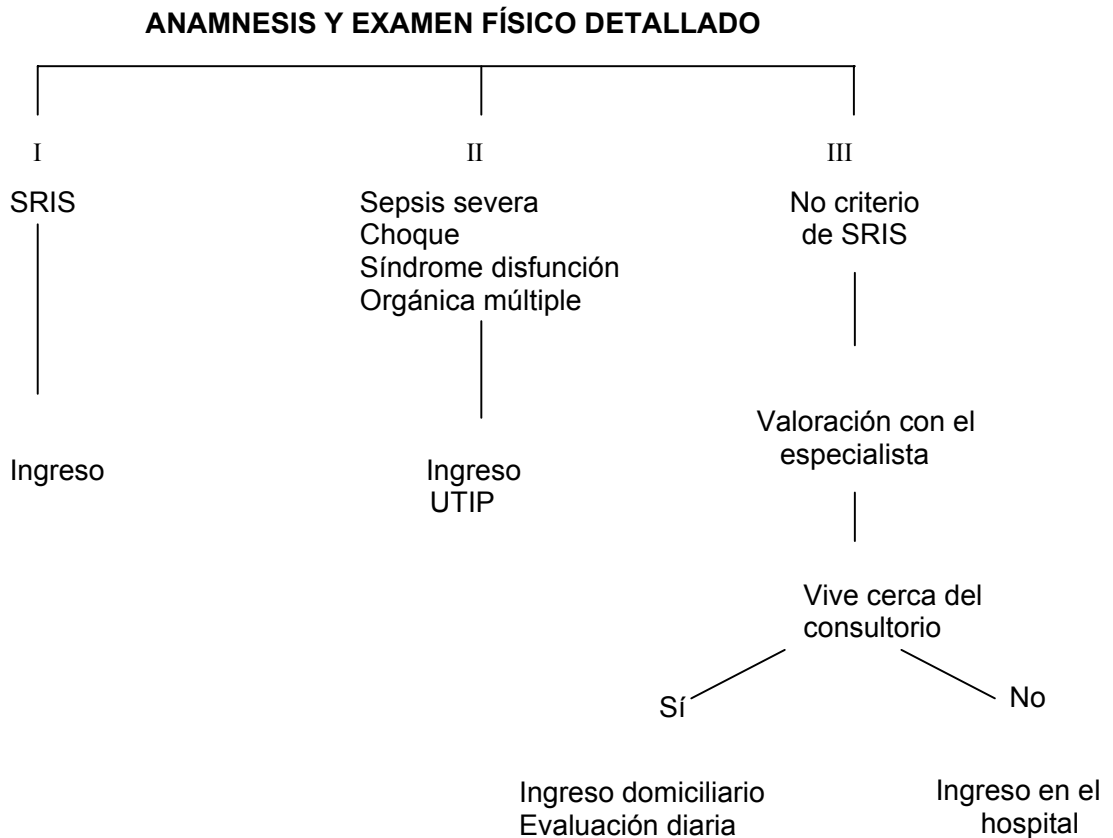 ANAMNESIS Y EXAMEN FÍSICO DETALLADO
I
II
III
SRIS
Sepsis severa
Choque
Síndrome disfunción
Orgánica múltiple
No criterio
de SRIS
Ingreso
Ingreso
UTIP
Valoración con el
especialista
Vive cerca del
consultorio
Sí
No
Ingreso domiciliario
Evaluación diaria
Ingreso en el
hospital